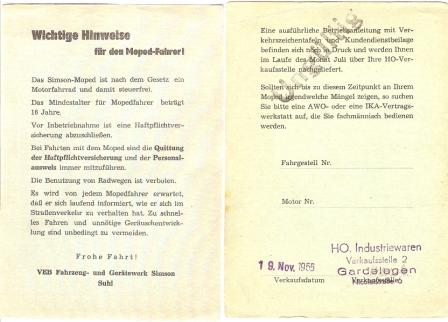 Wichtige Hinweise
für den Moped-Fahrer!
Das Simson-Moped ist nach dem Gesetz ein
Motorfahrrad und damit steuerfrei.
Das Mindestalter für Mopedfahrer beträgt
16 Jahre.
Vor Inbetriebnahme ist eine Haftpflichtver-
sicherung abzuschließen.
Bei Fahrten mit dem Moped sind die Quittung
der Haftpflichtversicherung und der Personal-
ausweis immer mitzuführen.
Die Benutzung von Radwegen ist verboten.
Es wird von jedem Mopedfahrer erwartet,
daß er sich laufend informiert, wie er sich im
Straßenverkehr zu verhalten hat. Zu schnel-
les Fahren und unnötige Geräuschentwick-
lung sind unbedingt zu vermeiden.
Frohe Fahrt!
VEB Fahrzeug- und Gerätewerk Simson
Suhl
Eine ausführliche Betriebsanleitung mit Ver-
kehrszeichentafeln und Kundendienstbeilage
befinden sich noch in Druck und werden Ihnen
im Laufe des Monat Juli über Ihre HO-Ver-
kaufsstelle nachgeliefert.
Ungültig
Sollten sich bis zu diesem Zeitpunkt an Ihrem
Moped irgendwelche Mängel zeigen, so suchen
Sie bitte eine AWO- oder eine IKA-Vertrags-
werkstatt auf, die Sie fachmännisch bedienen
werden.
Fahrgestell Nr.
Motor Nr.
HO. Industriewaren
Verkaufsstelle 2
19. Nov. 1955
Gardelegen
Verkaufsdatum